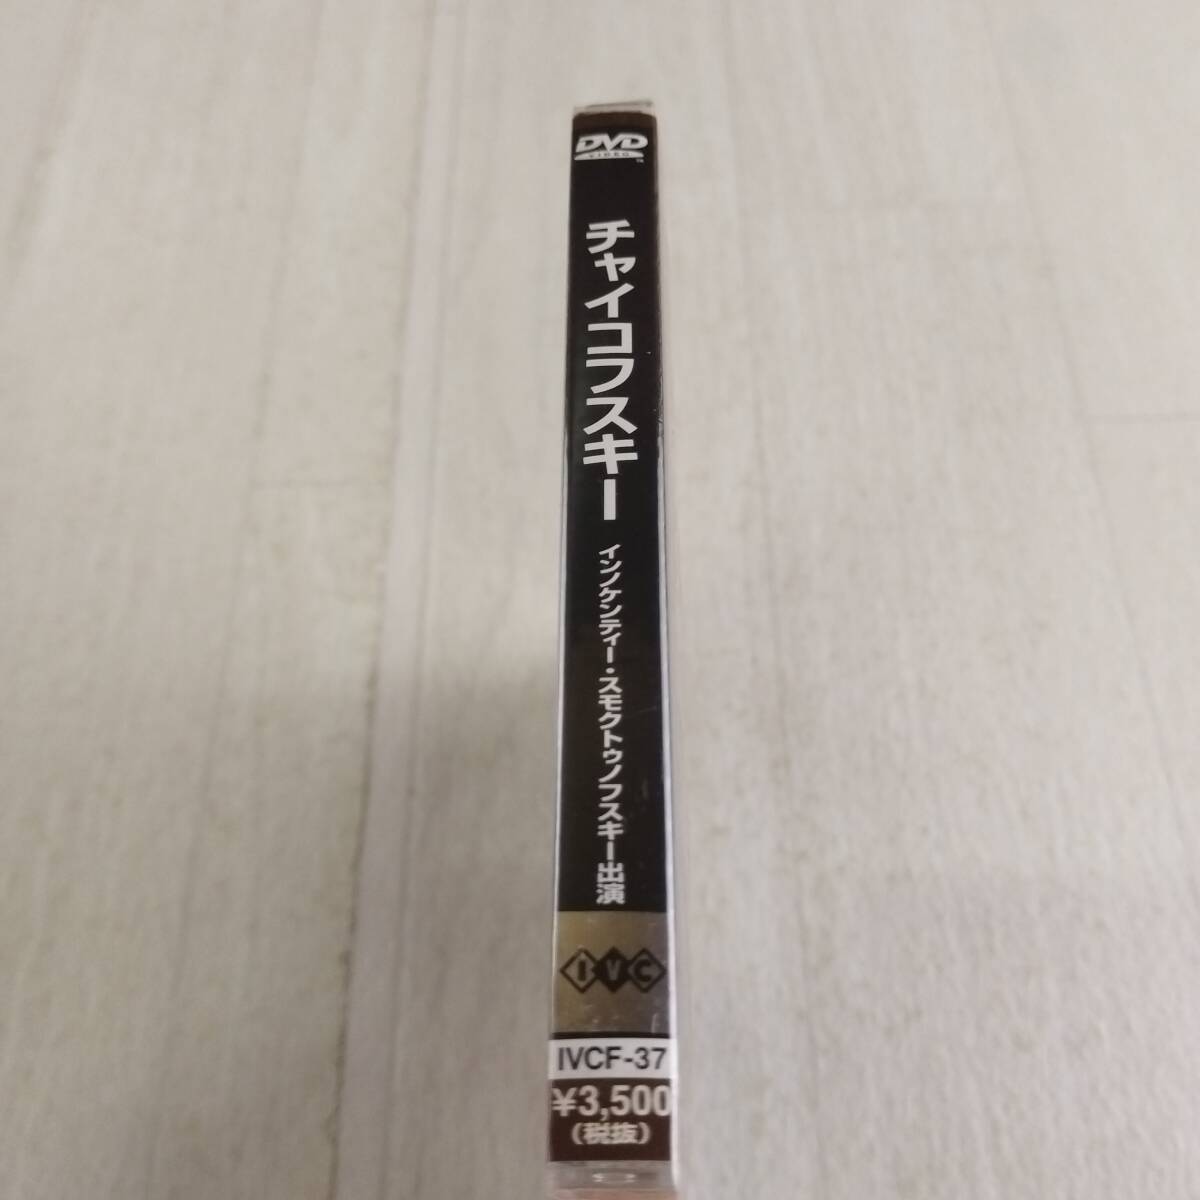 DVD
VIDEO
TM
チャイコフスキー
インノケンティー・スモクトゥノフスキー出演
IVC
IVCF-37
¥3,500
(税抜)